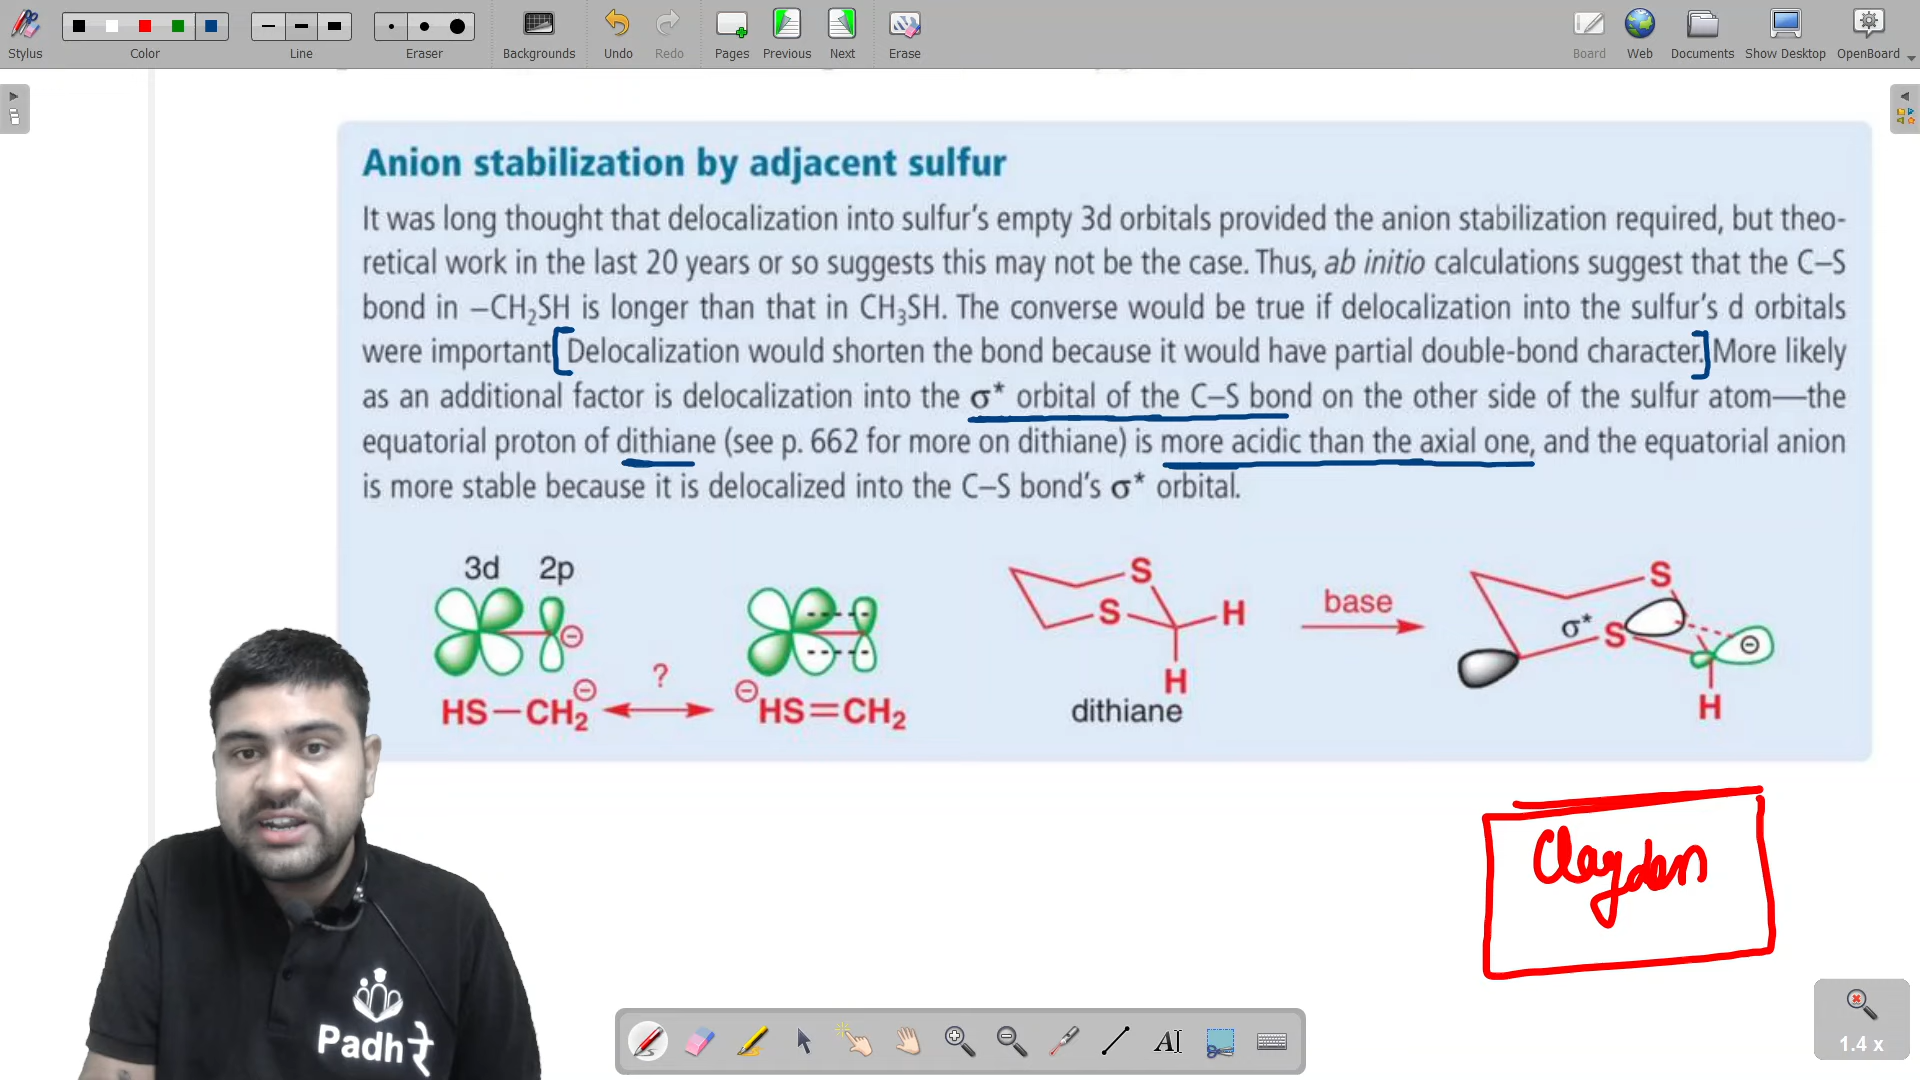 Stylus
Color
Line
Eraser
Backgrounds
Undo
Redo
Pages
Previous
Next
Erase
Board
Web
Documents
Show Desktop
OpenBoard
Anion stabilization by adjacent sulfur
It was long thought that delocalization into sulfur's empty 3d orbitals provided the anion stabilization required, but theo-
retical work in the last 20 years or so suggests this may not be the case. Thus, ab initio calculations suggest that the C–S
bond in –CH₂SH is longer than that in CH₃SH. The converse would be true if delocalization into the sulfur's d orbitals
were important [Delocalization would shorten the bond because it would have partial double-bond character.] More likely
as an additional factor is delocalization into the σ* orbital of the C–S bond on the other side of the sulfur atom—the
equatorial proton of dithiane (see p. 662 for more on dithiane) is more acidic than the axial one, and the equatorial anion
is more stable because it is delocalized into the C–S bond's σ* orbital.
3d 2p
⊖
HS—CH₂⊖
?
⊖HS=CH₂
S
S
H
H
dithiane
base
S
σ* S
⊖
H
Clayden
Padhरे
AI
1.4 x